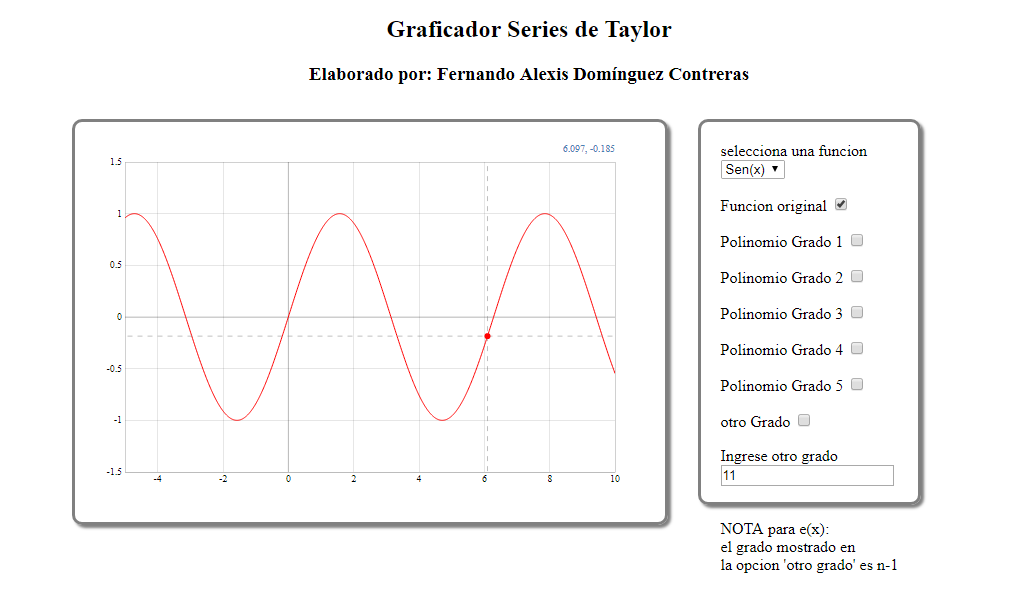 Graficador Series de Taylor
Elaborado por: Fernando Alexis Domínguez Contreras
6.097, -0.185
1.5
1
0.5
0
-0.5
-1
-1.5
-4 -2 0 2 4 6 8 10
selecciona una funcion
Sen(x)
Funcion original
Polinomio Grado 1
Polinomio Grado 2
Polinomio Grado 3
Polinomio Grado 4
Polinomio Grado 5
otro Grado
Ingrese otro grado
11
NOTA para e(x):
el grado mostrado en
la opcion 'otro grado' es n-1